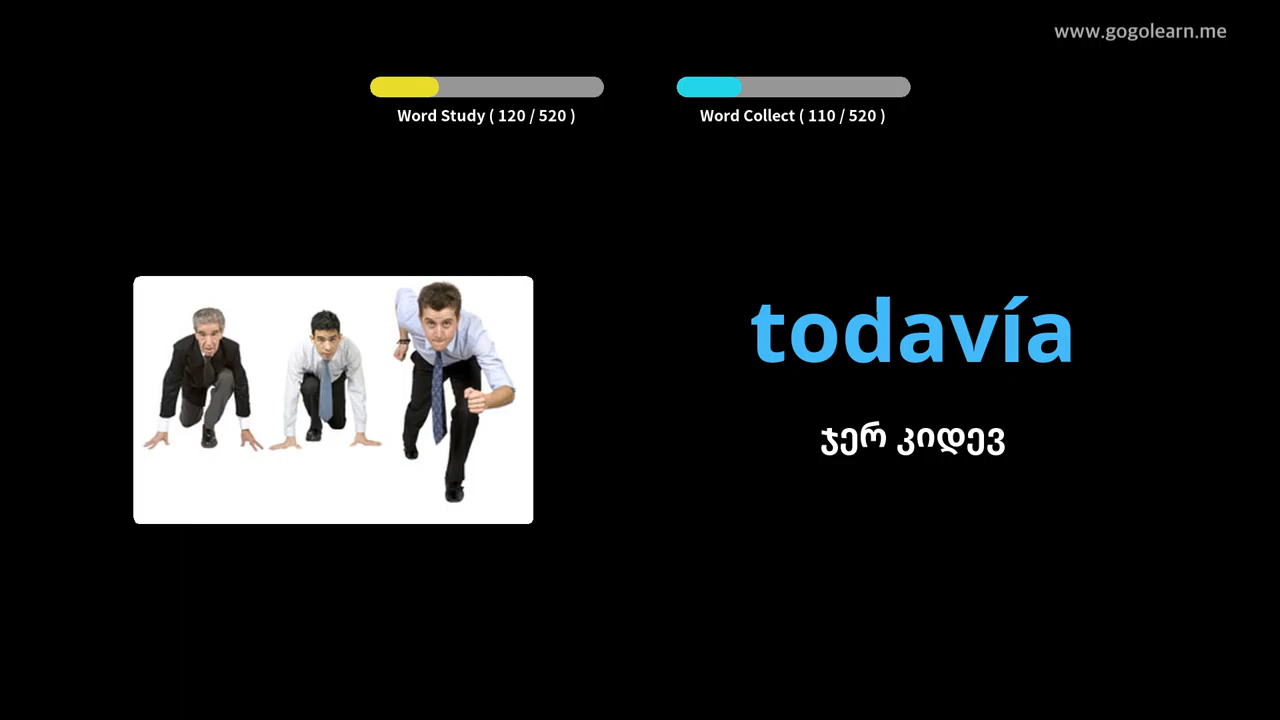 www.gogolearn.me
Word Study ( 120 / 520 )
Word Collect ( 110 / 520 )
todavía
ჯერ კიდევ